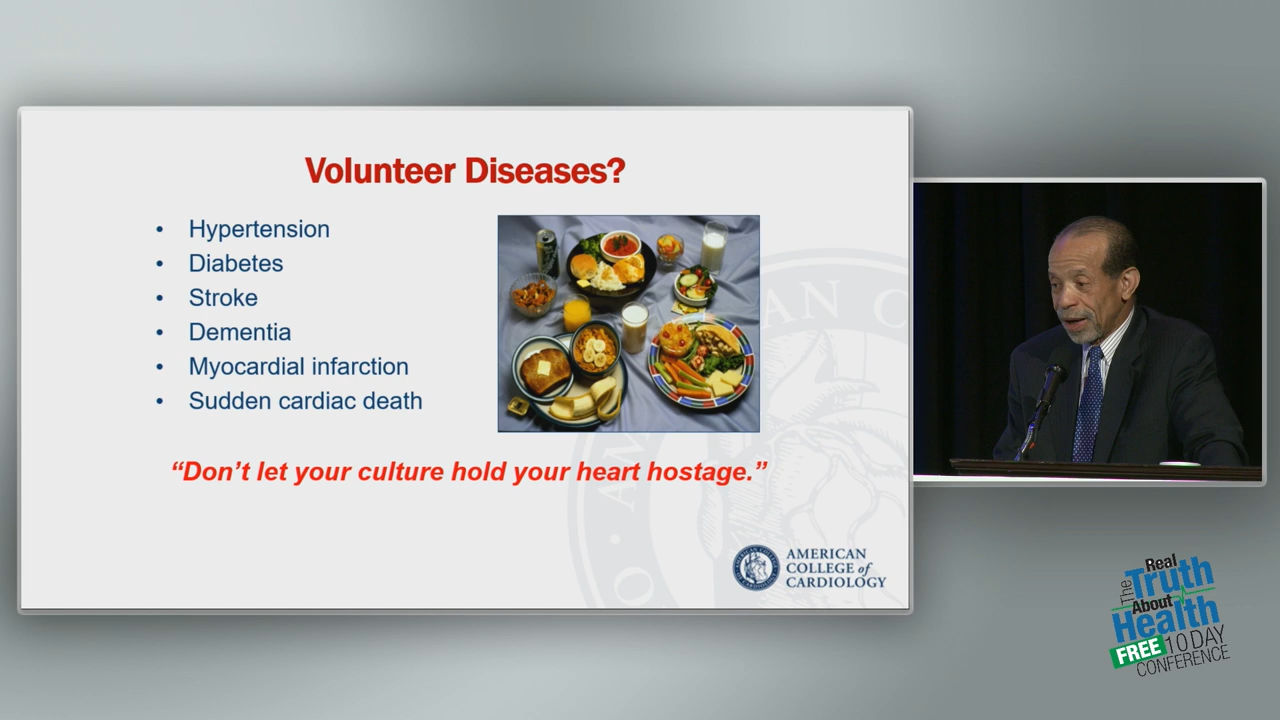 Volunteer Diseases?
• Hypertension
• Diabetes
• Stroke
• Dementia
• Myocardial infarction
• Sudden cardiac death
“Don’t let your culture hold your heart hostage.”
AMERICAN
COLLEGE of
CARDIOLOGY
The Real
Truth
About
Health
FREE 10 DAY
CONFERENCE